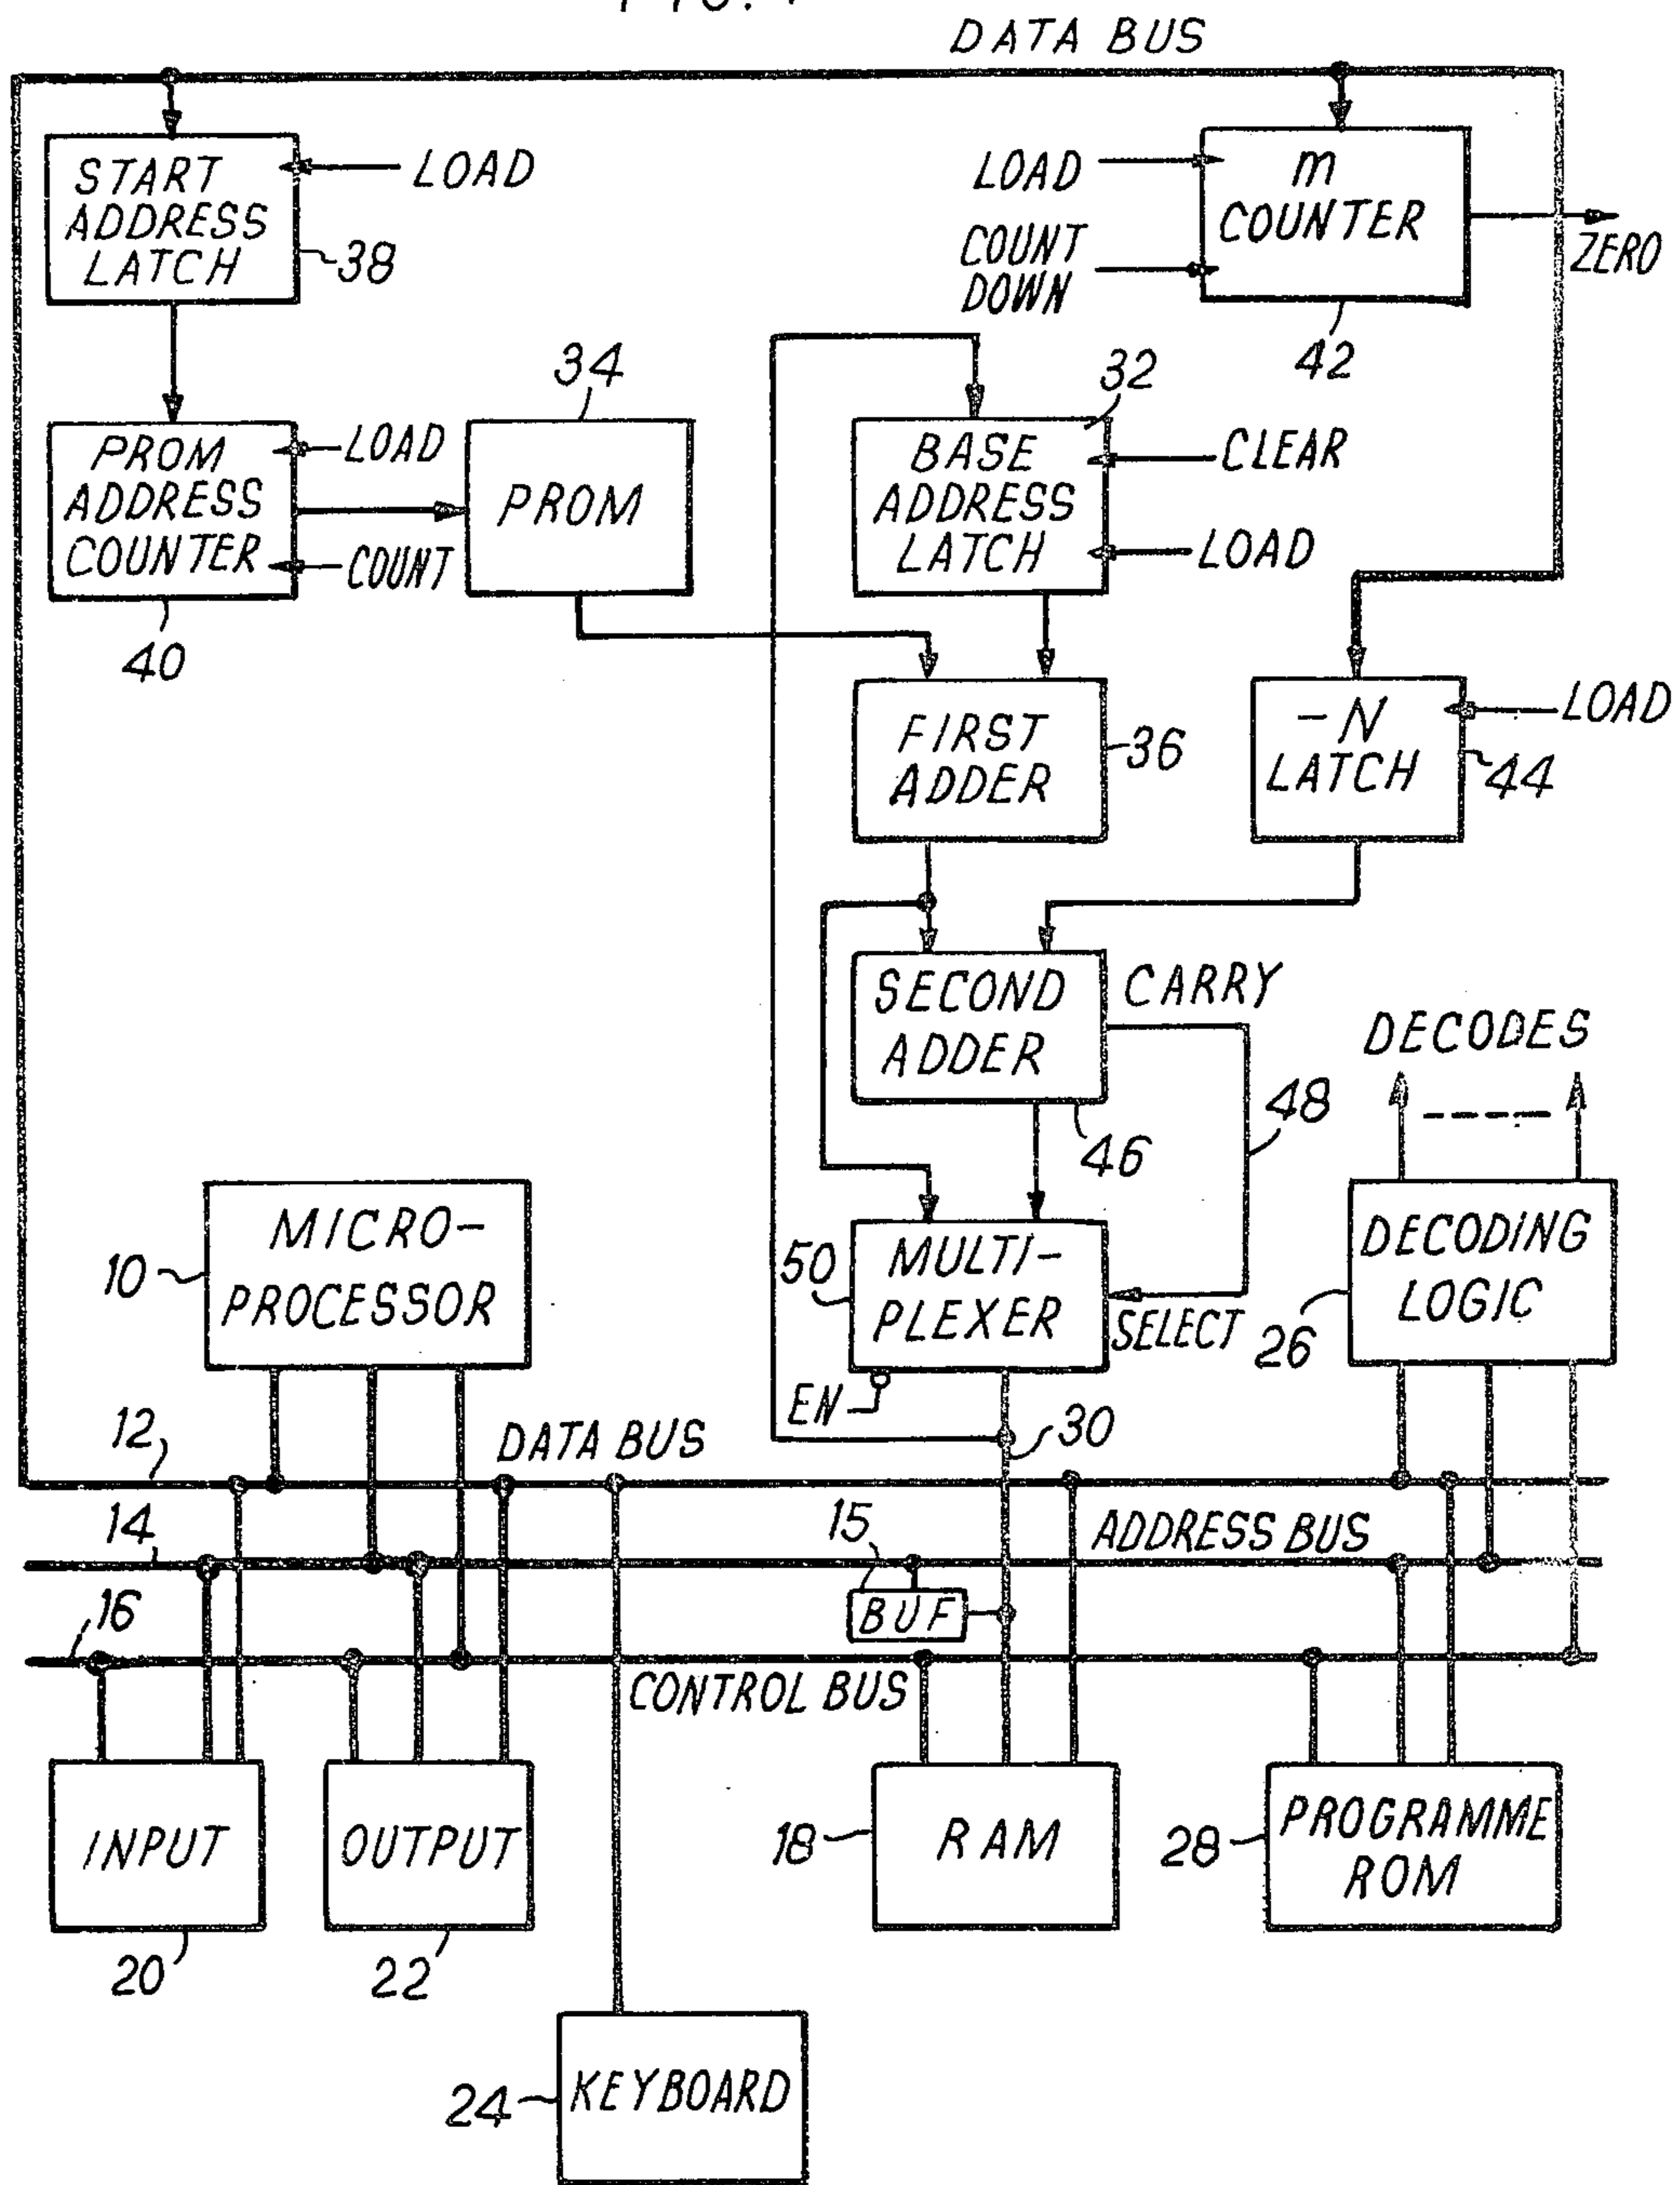 DATA BUS
START
ADDRESS
LATCH
LOAD
38
LOAD
COUNT
DOWN
m
COUNTER
ZERO
42
34
32
PROM
ADDRESS
COUNTER
LOAD
COUNT
40
PROM
BASE
ADDRESS
LATCH
CLEAR
LOAD
FIRST
ADDER
36
-N
LATCH
LOAD
44
SECOND
ADDER
CARRY
46
48
DECODES
MICRO-
PROCESSOR
10
50
MULTI-
PLEXER
SELECT
EN
DECODING
LOGIC
26
12
DATA BUS
30
14
15
ADDRESS BUS
BUF
16
CONTROL BUS
INPUT
20
OUTPUT
22
18
RAM
28
PROGRAMME
ROM
24
KEYBOARD